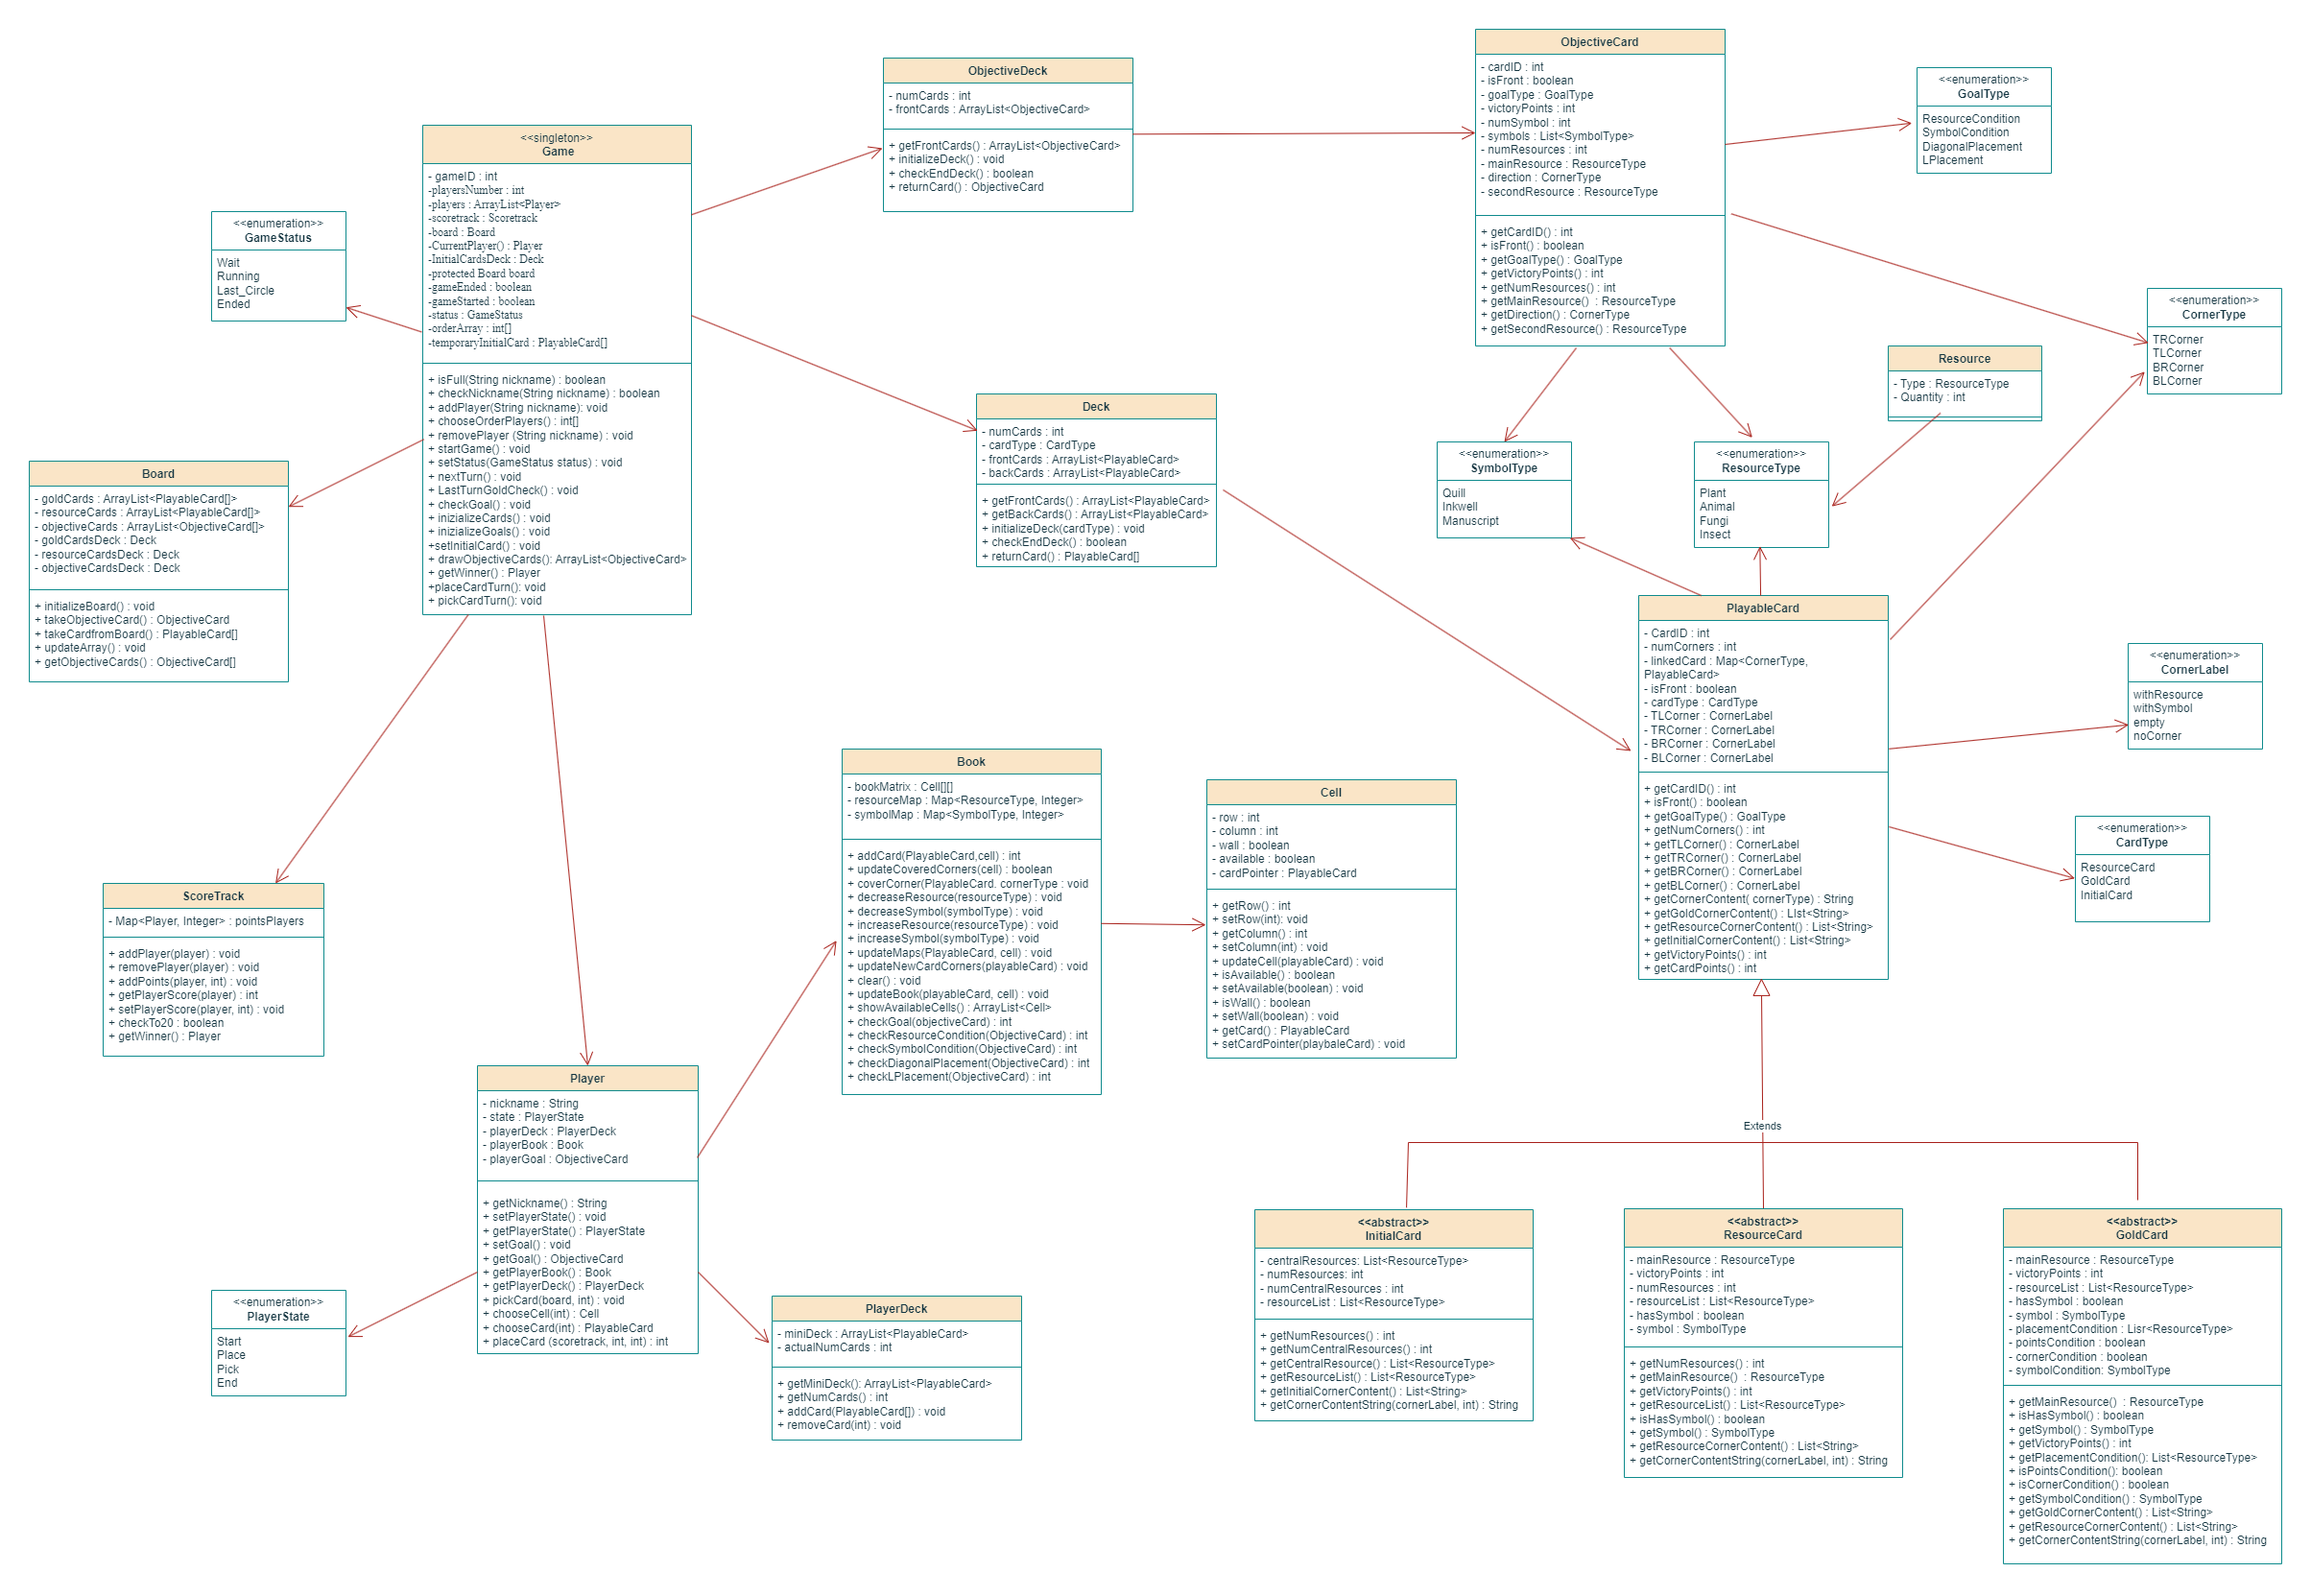 <<singleton>>
Game
- gameID : int
-playersNumber : int
-players : ArrayList<Player>
-scoretrack : Scoretrack
-board : Board
-CurrentPlayer() : Player
-InitialCardsDeck : Deck
-protected Board board
-gameEnded : boolean
-gameStarted : boolean
-status : GameStatus
-orderArray : int[]
-temporaryInitialCard : PlayableCard[]
+ isFull(String nickname) : boolean
+ checkNickname(String nickname) : boolean
+ addPlayer(String nickname): void
+ chooseOrderPlayers() : int[]
+ removePlayer (String nickname) : void
+ startGame() : void
+ setStatus(GameStatus status) : void
+ nextTurn() : void
+ LastTurnGoldCheck() : void
+ checkGoal() : void
+ inizializeCards() : void
+ inizializeGoals() : void
+setInitialCard() : void
+ drawObjectiveCards(): ArrayList<ObjectiveCard>
+ getWinner() : Player
+placeCardTurn(): void
+ pickCardTurn(): void
<<enumeration>>
GameStatus
Wait
Running
Last_Circle
Ended
Board
- goldCards : ArrayList<PlayableCard[]>
- resourceCards : ArrayList<PlayableCard[]>
- objectiveCards : ArrayList<ObjectiveCard[]>
- goldCardsDeck : Deck
- resourceCardsDeck : Deck
- objectiveCardsDeck : Deck
+ initializeBoard() : void
+ takeObjectiveCard() : ObjectiveCard
+ takeCardfromBoard() : PlayableCard[]
+ updateArray() : void
+ getObjectiveCards() : ObjectiveCard[]
ObjectiveDeck
- numCards : int
- frontCards : ArrayList<ObjectiveCard>
+ getFrontCards() : ArrayList<ObjectiveCard>
+ initializeDeck() : void
+ checkEndDeck() : boolean
+ returnCard() : ObjectiveCard
ObjectiveCard
- cardID : int
- isFront : boolean
- goalType : GoalType
- victoryPoints : int
- numSymbol : int
- symbols : List<SymbolType>
- numResources : int
- mainResource : ResourceType
- direction : CornerType
- secondResource : ResourceType
+ getCardID() : int
+ isFront() : boolean
+ getGoalType() : GoalType
+ getVictoryPoints() : int
+ getNumResources() : int
+ getMainResource()  : ResourceType
+ getDirection() : CornerType
+ getSecondResource() : ResourceType
<<enumeration>>
GoalType
ResourceCondition
SymbolCondition
DiagonalPlacement
LPlacement
<<enumeration>>
CornerType
TRCorner
TLCorner
BRCorner
BLCorner
Resource
- Type : ResourceType
- Quantity : int
Deck
- numCards : int
- cardType : CardType
- frontCards : ArrayList<PlayableCard>
- backCards : ArrayList<PlayableCard>
+ getFrontCards() : ArrayList<PlayableCard>
+ getBackCards() : ArrayList<PlayableCard>
+ initializeDeck(cardType) : void
+ checkEndDeck() : boolean
+ returnCard() : PlayableCard[]
<<enumeration>>
SymbolType
Quill
Inkwell
Manuscript
<<enumeration>>
ResourceType
Plant
Animal
Fungi
Insect
PlayableCard
- CardID : int
- numCorners : int
- linkedCard : Map<CornerType,
PlayableCard>
- isFront : boolean
- cardType : CardType
- TLCorner : CornerLabel
- TRCorner : CornerLabel
- BRCorner : CornerLabel
- BLCorner : CornerLabel
+ getCardID() : int
+ isFront() : boolean
+ getGoalType() : GoalType
+ getNumCorners() : int
+ getTLCorner() : CornerLabel
+ getTRCorner() : CornerLabel
+ getBRCorner() : CornerLabel
+ getBLCorner() : CornerLabel
+ getCornerContent( cornerType) : String
+ getGoldCornerContent() : LIst<String>
+ getResourceCornerContent() : List<String>
+ getInitialCornerContent() : List<String>
+ getVictoryPoints() : int
+ getCardPoints() : int
<<enumeration>>
CornerLabel
withResource
withSymbol
empty
noCorner
<<enumeration>>
CardType
ResourceCard
GoldCard
InitialCard
Book
- bookMatrix : Cell[][]
- resourceMap : Map<ResourceType, Integer>
- symbolMap : Map<SymbolType, Integer>
+ addCard(PlayableCard,cell) : int
+ updateCoveredCorners(cell) : boolean
+ coverCorner(PlayableCard. cornerType : void
+ decreaseResource(resourceType) : void
+ decreaseSymbol(symbolType) : void
+ increaseResource(resourceType) : void
+ increaseSymbol(symbolType) : void
+ updateMaps(PlayableCard, cell) : void
+ updateNewCardCorners(playableCard) : void
+ clear() : void
+ updateBook(playableCard, cell) : void
+ showAvailableCells() : ArrayList<Cell>
+ checkGoal(objectiveCard) : int
+ checkResourceCondition(ObjectiveCard) : int
+ checkSymbolCondition(ObjectiveCard) : int
+ checkDiagonalPlacement(ObjectiveCard) : int
+ checkLPlacement(ObjectiveCard) : int
Cell
- row : int
- column : int
- wall : boolean
- available : boolean
- cardPointer : PlayableCard
+ getRow() : int
+ setRow(int): void
+ getColumn() : int
+ setColumn(int) : void
+ updateCell(playableCard) : void
+ isAvailable() : boolean
+ setAvailable(boolean) : void
+ isWall() : boolean
+ setWall(boolean) : void
+ getCard() : PlayableCard
+ setCardPointer(playbaleCard) : void
ScoreTrack
- Map<Player, Integer> : pointsPlayers
+ addPlayer(player) : void
+ removePlayer(player) : void
+ addPoints(player, int) : void
+ getPlayerScore(player) : int
+ setPlayerScore(player, int) : void
+ checkTo20 : boolean
+ getWinner() : Player
Player
- nickname : String
- state : PlayerState
- playerDeck : PlayerDeck
- playerBook : Book
- playerGoal : ObjectiveCard
+ getNickname() : String
+ setPlayerState() : void
+ getPlayerState() : PlayerState
+ setGoal() : void
+ getGoal() : ObjectiveCard
+ getPlayerBook() : Book
+ getPlayerDeck() : PlayerDeck
+ pickCard(board, int) : void
+ chooseCell(int) : Cell
+ chooseCard(int) : PlayableCard
+ placeCard (scoretrack, int, int) : int
<<enumeration>>
PlayerState
Start
Place
Pick
End
PlayerDeck
- miniDeck : ArrayList<PlayableCard>
- actualNumCards : int
+ getMiniDeck(): ArrayList<PlayableCard>
+ getNumCards() : int
+ addCard(PlayableCard[]) : void
+ removeCard(int) : void
Extends
<<abstract>>
InitialCard
- centralResources: List<ResourceType>
- numResources: int
- numCentralResources : int
- resourceList : List<ResourceType>
+ getNumResources() : int
+ getNumCentralResources() : int
+ getCentralResource() : List<ResourceType>
+ getResourceList() : List<ResourceType>
+ getInitialCornerContent() : List<String>
+ getCornerContentString(cornerLabel, int) : String
<<abstract>>
ResourceCard
- mainResource : ResourceType
- victoryPoints : int
- numResources : int
- resourceList : List<ResourceType>
- hasSymbol : boolean
- symbol : SymbolType
+ getNumResources() : int
+ getMainResource()  : ResourceType
+ getVictoryPoints() : int
+ getResourceList() : List<ResourceType>
+ isHasSymbol() : boolean
+ getSymbol() : SymbolType
+ getResourceCornerContent() : List<String>
+ getCornerContentString(cornerLabel, int) : String
<<abstract>>
GoldCard
- mainResource : ResourceType
- victoryPoints : int
- resourceList : List<ResourceType>
- hasSymbol : boolean
- symbol : SymbolType
- placementCondition : Lisr<ResourceType>
- pointsCondition : boolean
- cornerCondition : boolean
- symbolCondition: SymbolType
+ getMainResource()  : ResourceType
+ isHasSymbol() : boolean
+ getSymbol() : SymbolType
+ getVictoryPoints() : int
+ getPlacementCondition(): List<ResourceType>
+ isPointsCondition(): boolean
+ isCornerCondition() : boolean
+ getSymbolCondition() : SymbolType
+ getGoldCornerContent() : List<String>
+ getResourceCornerContent() : List<String>
+ getCornerContentString(cornerLabel, int) : String